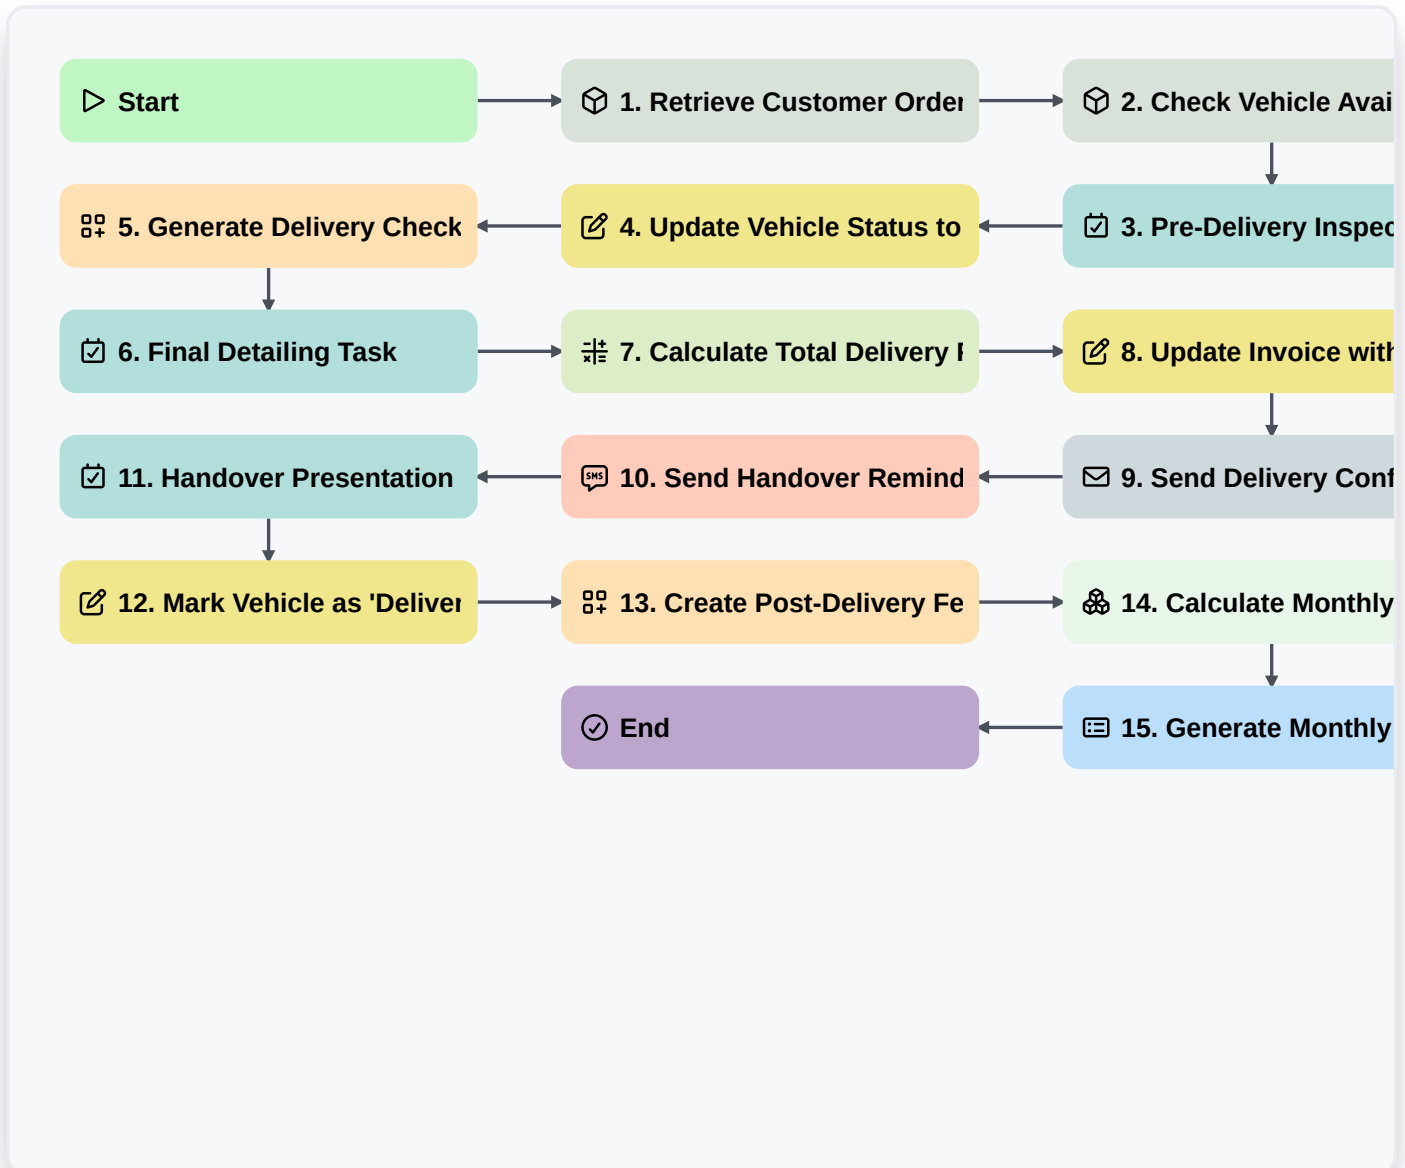 Start
1. Retrieve Customer Order
2. Check Vehicle Avai
5. Generate Delivery Check
4. Update Vehicle Status to
3. Pre-Delivery Inspec
6. Final Detailing Task
7. Calculate Total Delivery F
8. Update Invoice with
11. Handover Presentation
SMS
10. Send Handover Remind
9. Send Delivery Conf
12. Mark Vehicle as 'Deliver
13. Create Post-Delivery Fe
14. Calculate Monthly
End
15. Generate Monthly